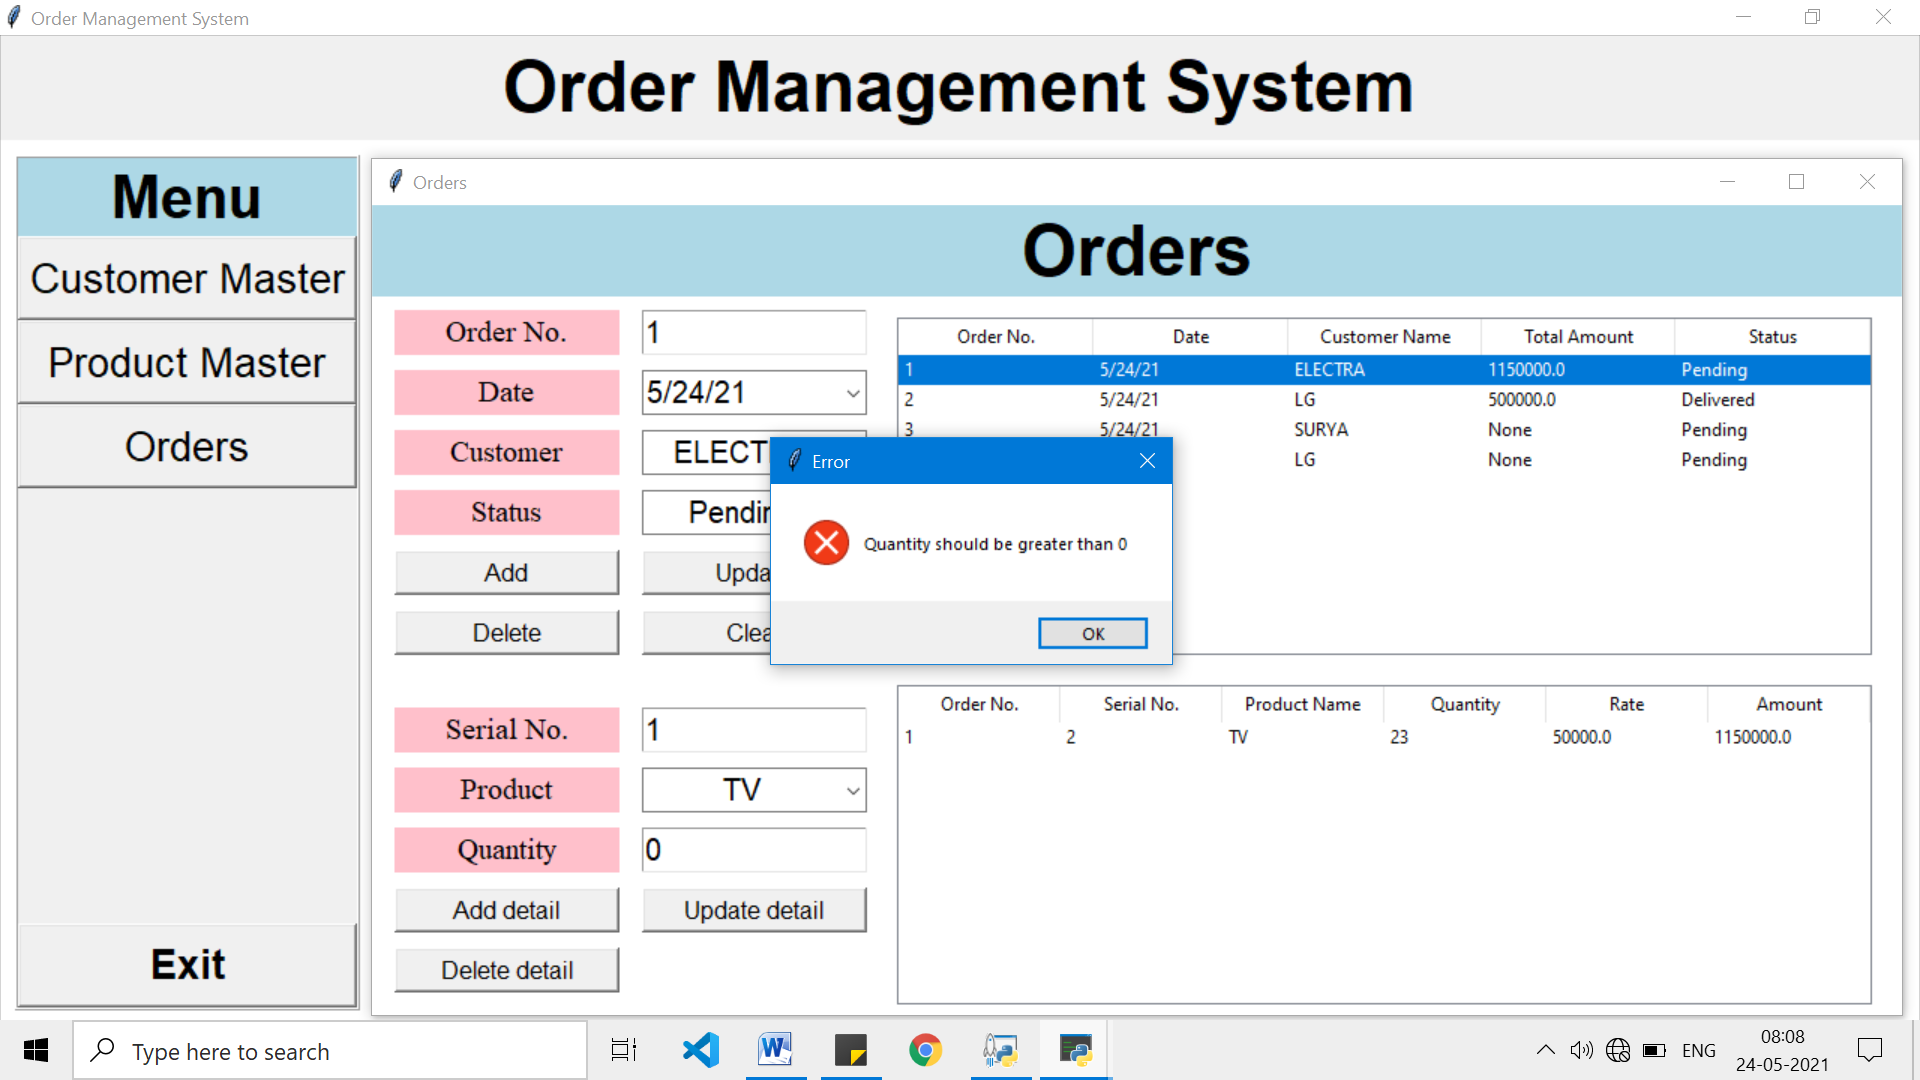 Order Management System
Order Management System
Menu
Customer Master
Product Master
Orders
Exit
Orders
Orders
Order No. 1
Date 5/24/21
Customer ELECT
Status
Add
Delete
Order No. Date Customer Name Total Amount Status
1 5/24/21 ELECTRA 1150000.0 Pending
2 5/24/21 LG 500000.0 Delivered
3 5/24/21 SURYA None Pending
LG None Pending
Error
Quantity should be greater than 0
OK
Serial No. 1
Product TV
Quantity 0
Add detail Update detail
Delete detail
Order No. Serial No. Product Name Quantity Rate Amount
1 2 TV 23 50000.0 1150000.0
Type here to search
ENG
08:08
24-05-2021